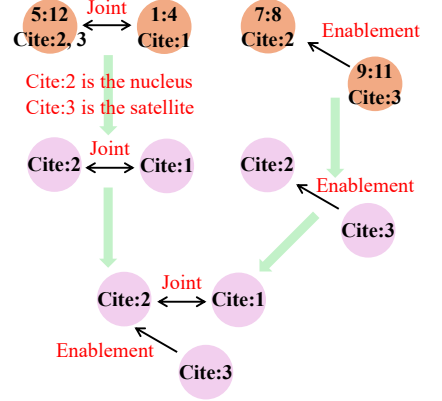 5:12
Cite:2, 3
Joint
1:4
Cite:1
7:8
Cite:2
Enablement
9:11
Cite:3
Cite:2 is the nucleus
Cite:3 is the satellite
Cite:2
Joint
Cite:1
Cite:2
Enablement
Cite:3
Cite:2
Joint
Cite:1
Enablement
Cite:3